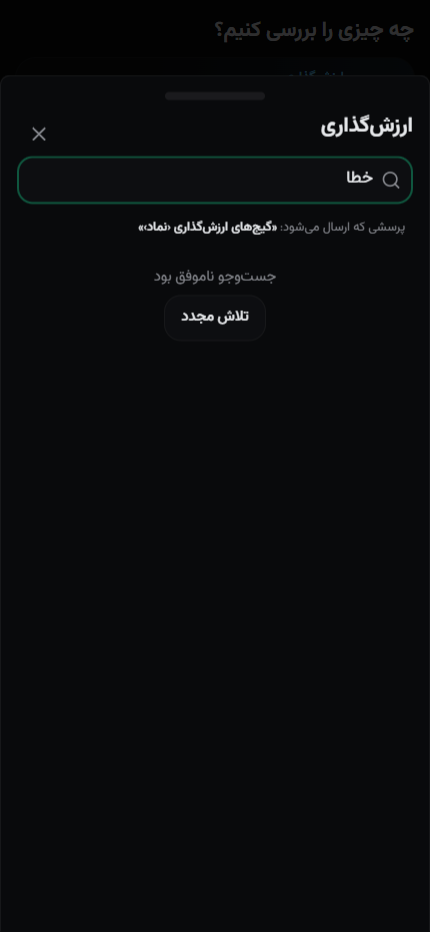 چه چیزی را بررسی کنیم؟
ارزش‌گذاری
خطا
پرسشی که ارسال می‌شود: «گیج‌های ارزش‌گذاری ‹نماد›»
جست‌وجو ناموفق بود
تلاش مجدد